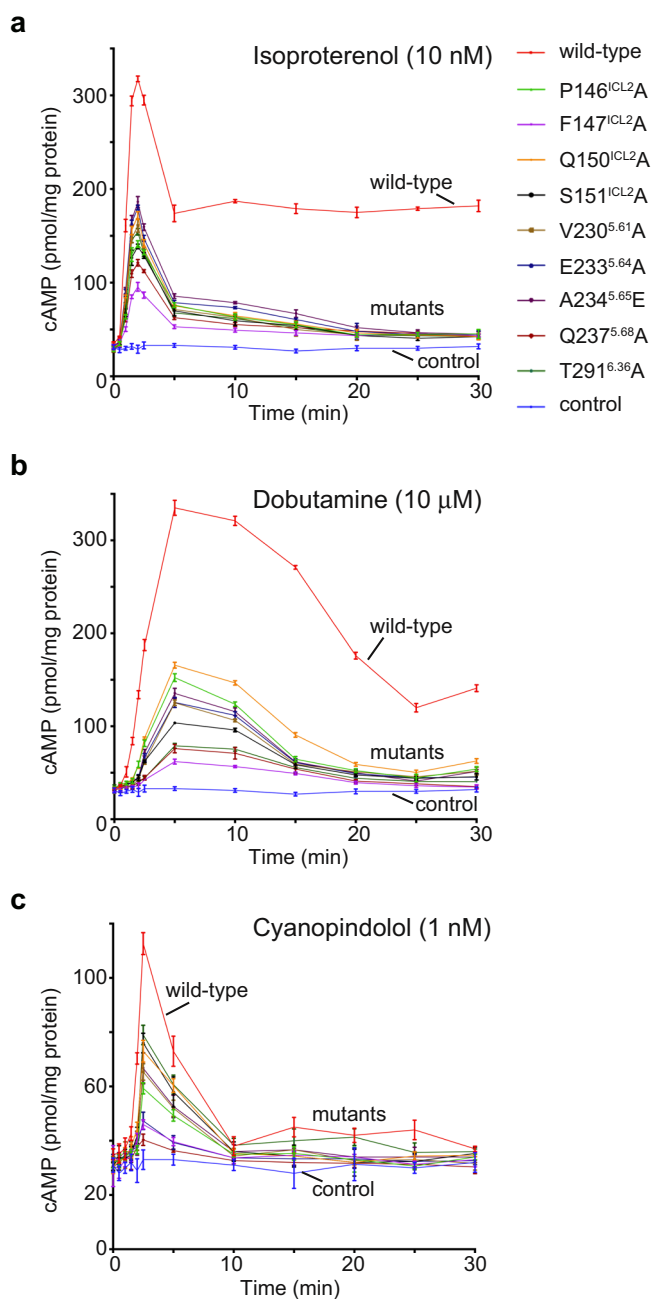 a
Isoproterenol (10 nM)
300
200
100
0
cAMP (pmol/mg protein)
wild-type
mutants
control
0
10
20
30
Time (min)
wild-type
P146ᴵᶜᴸ²A
F147ᴵᶜᴸ²A
Q150ᴵᶜᴸ²A
S151ᴵᶜᴸ²A
V230⁵·⁶¹A
E233⁵·⁶⁴A
A234⁵·⁶⁵E
Q237⁵·⁶⁸A
T291⁶·³⁶A
control
b
Dobutamine (10 μM)
300
200
100
0
cAMP (pmol/mg protein)
wild-type
mutants
control
0
10
20
30
Time (min)
c
Cyanopindolol (1 nM)
100
60
20
0
cAMP (pmol/mg protein)
wild-type
mutants
control
0
10
20
30
Time (min)